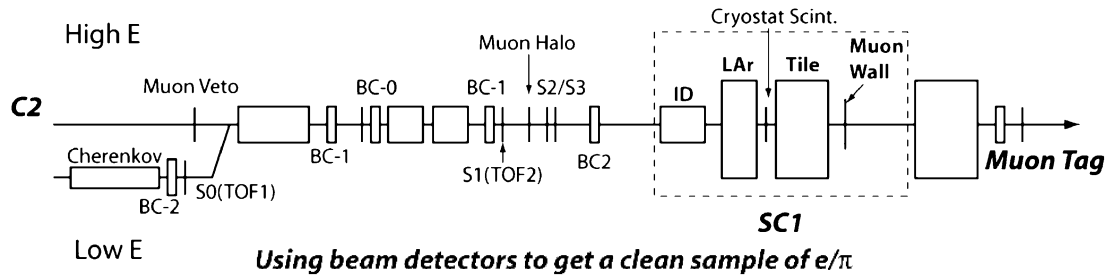 High E
Cryostat Scint.
Muon Halo
Muon
Wall
LAr
Tile
Muon Veto
BC-0
BC-1
S2/S3
ID
C2
Cherenkov
BC-1
S1(TOF2)
BC2
Muon Tag
BC-2
S0(TOF1)
SC1
Low E
Using beam detectors to get a clean sample of e/π